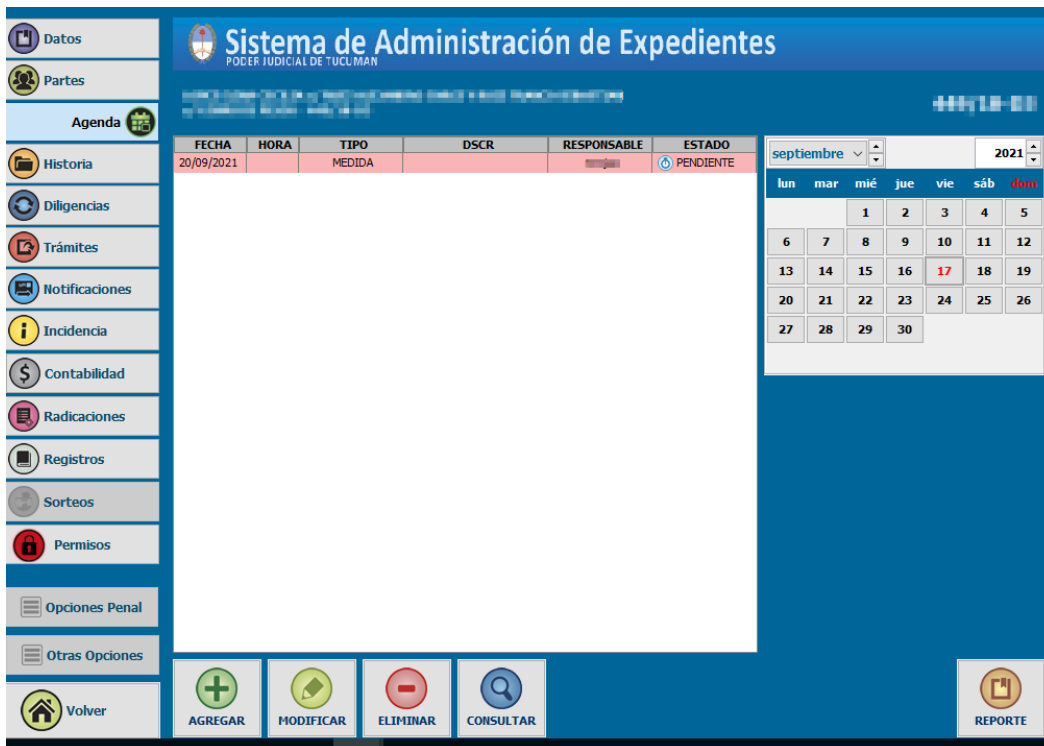 Sistema de Administración de Expedientes
PODER JUDICIAL DE TUCUMAN
Datos
Partes
Agenda
Historia
Diligencias
Trámites
Notificaciones
Incidencia
Contabilidad
Radicaciones
Registros
Sorteos
Permisos
Opciones Penal
Otras Opciones
Volver
FECHA HORA TIPO DSCR RESPONSABLE ESTADO
20/09/2021 MEDIDA PENDIENTE
septiembre 2021
lun mar mié jue vie sáb dom
1 2 3 4 5
6 7 8 9 10 11 12
13 14 15 16 17 18 19
20 21 22 23 24 25 26
27 28 29 30
AGREGAR MODIFICAR ELIMINAR CONSULTAR REPORTE